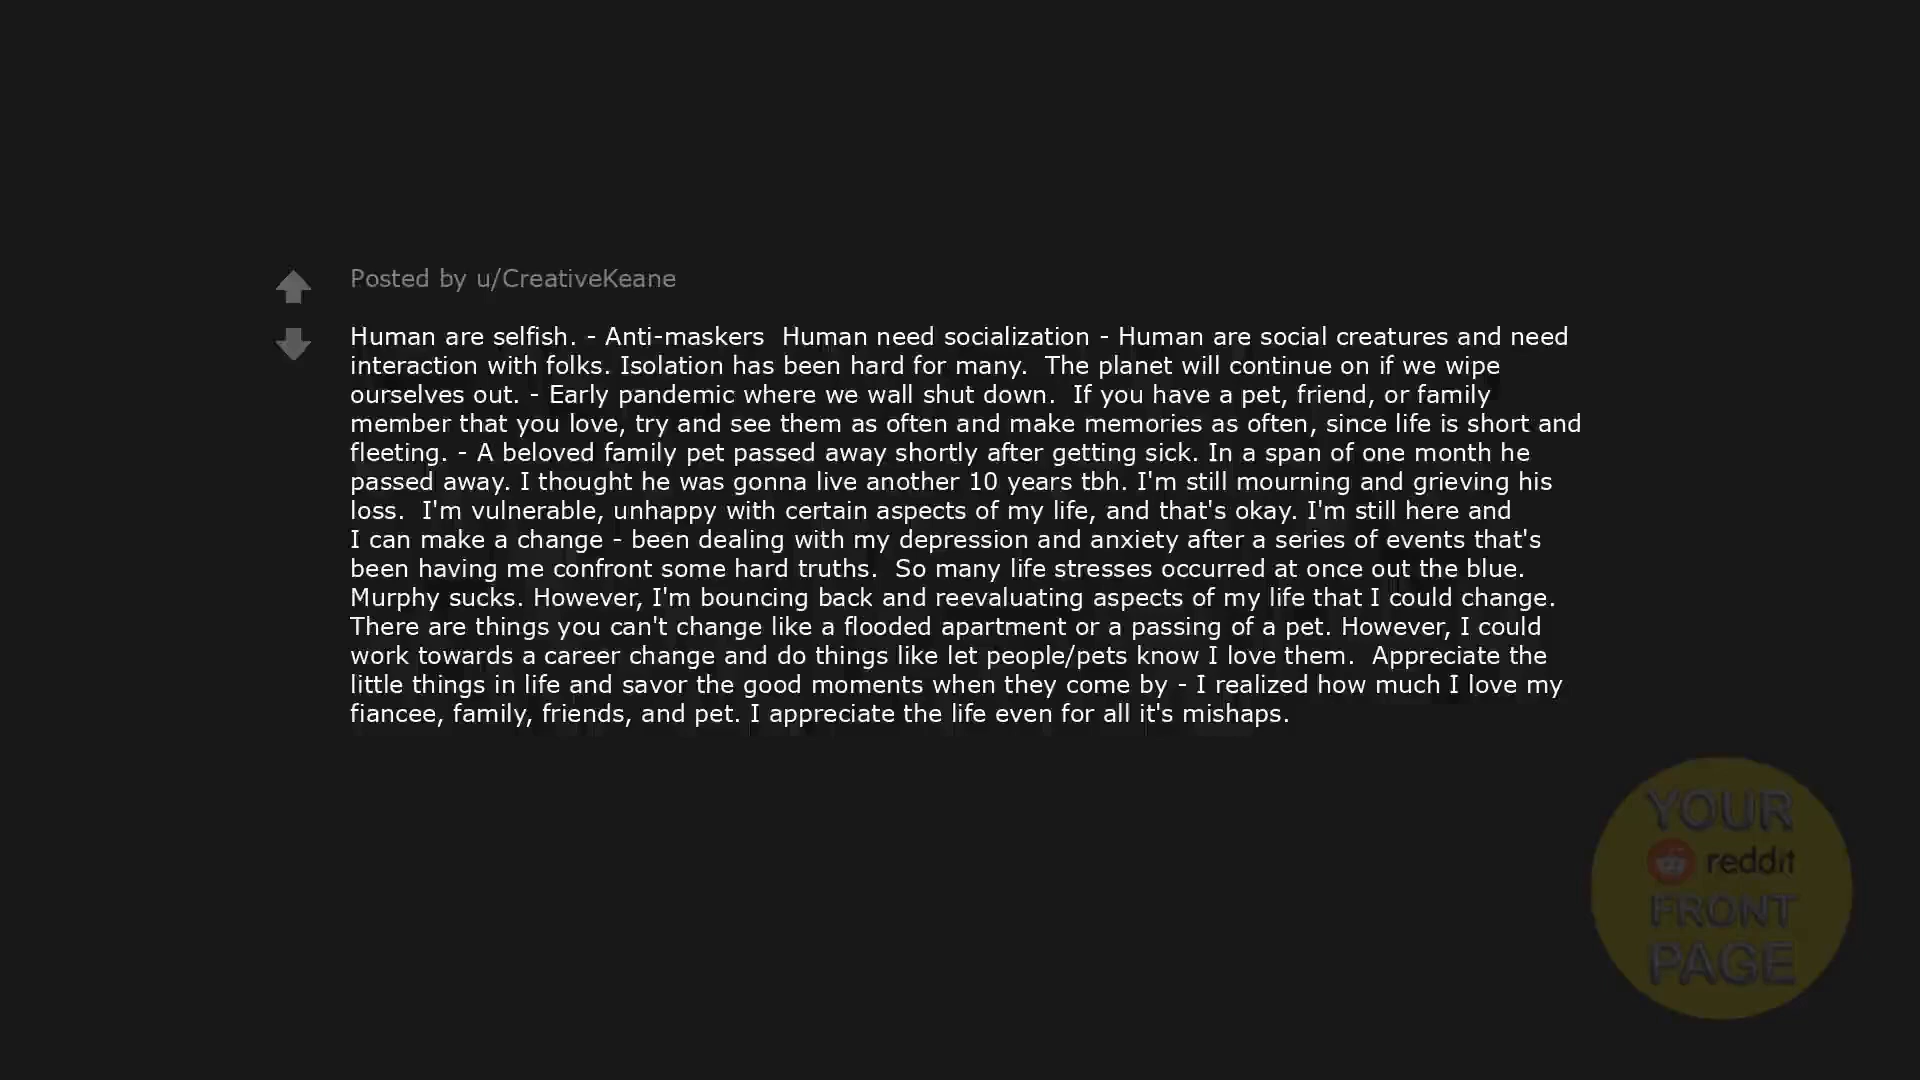 Posted by u/CreativeKeane
Human are selfish. - Anti-maskers  Human need socialization - Human are social creatures and need
interaction with folks. Isolation has been hard for many.  The planet will continue on if we wipe
ourselves out. - Early pandemic where we wall shut down.  If you have a pet, friend, or family
member that you love, try and see them as often and make memories as often, since life is short and
fleeting. - A beloved family pet passed away shortly after getting sick. In a span of one month he
passed away. I thought he was gonna live another 10 years tbh. I'm still mourning and grieving his
loss.  I'm vulnerable, unhappy with certain aspects of my life, and that's okay. I'm still here and
I can make a change - been dealing with my depression and anxiety after a series of events that's
been having me confront some hard truths.  So many life stresses occurred at once out the blue.
Murphy sucks. However, I'm bouncing back and reevaluating aspects of my life that I could change.
There are things you can't change like a flooded apartment or a passing of a pet. However, I could
work towards a career change and do things like let people/pets know I love them.  Appreciate the
little things in life and savor the good moments when they come by - I realized how much I love my
fiancee, family, friends, and pet. I appreciate the life even for all it's mishaps.
YOUR
reddit
FRONT
PAGE